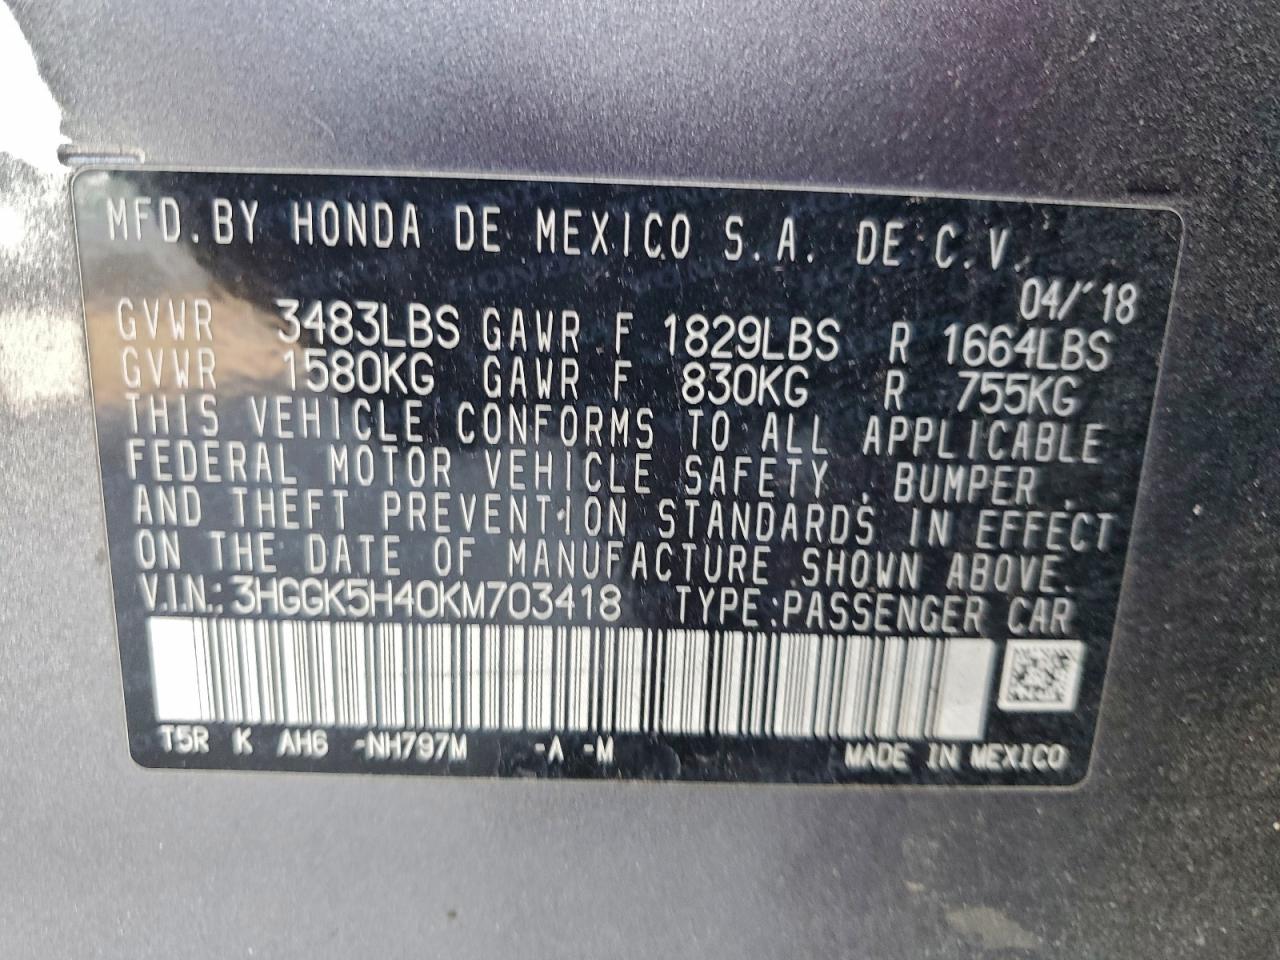 MFD.BY HONDA DE MEXICO S.A. DE C.V.
04/'18
GVWR 3483LBS GAWR F 1829LBS R 1664LBS
GVWR 1580KG GAWR F 830KG R 755KG
THIS VEHICLE CONFORMS TO ALL APPLICABLE
FEDERAL MOTOR VEHICLE SAFETY, BUMPER,
AND THEFT PREVENTION STANDARDS IN EFFECT
ON THE DATE OF MANUFACTURE SHOWN ABOVE.
V.I.N.: 3HGGK5H40KM703418 TYPE:PASSENGER CAR
T5R K AH6 -NH797M -A -M MADE IN MEXICO